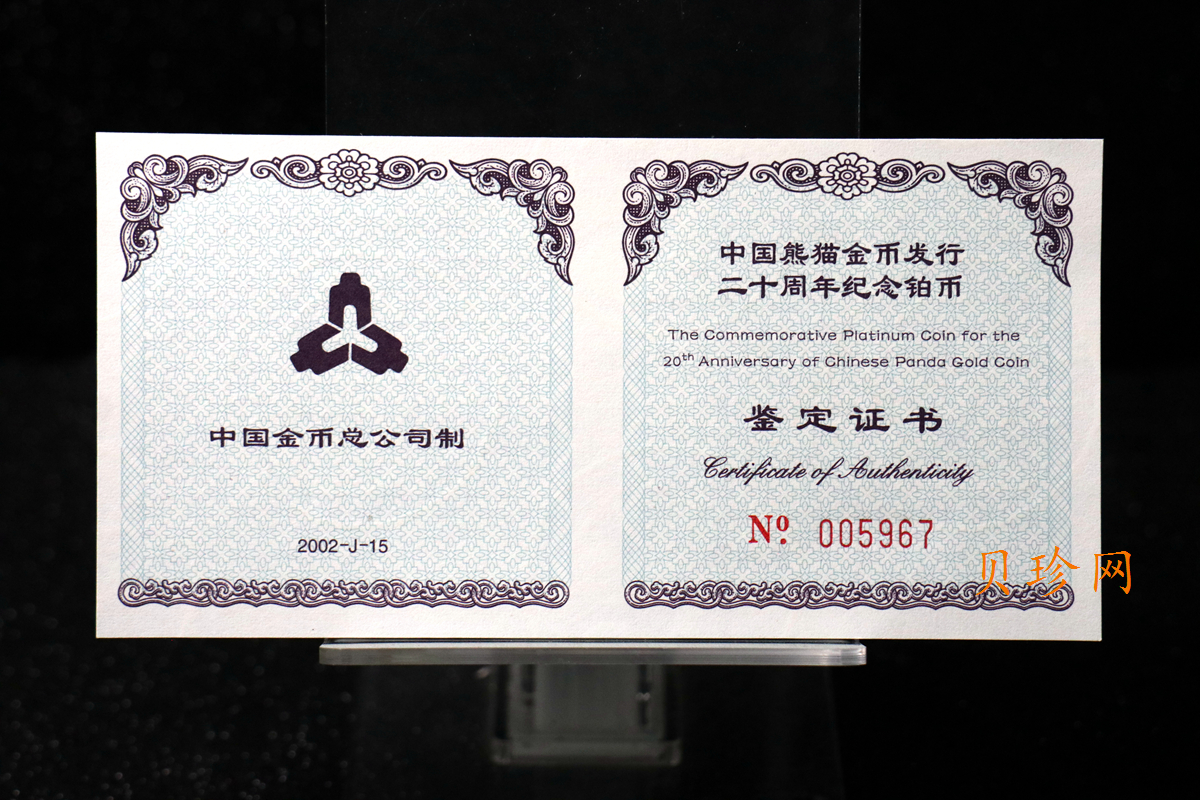 中国金币总公司制
2002-J-15
中国熊猫金币发行
二十周年纪念铂币
The Commemorative Platinum Coin for the
20th Anniversary of Chinese Panda Gold Coin
鉴定证书
Certificate of Authenticity
Nº 005967
贝珍网